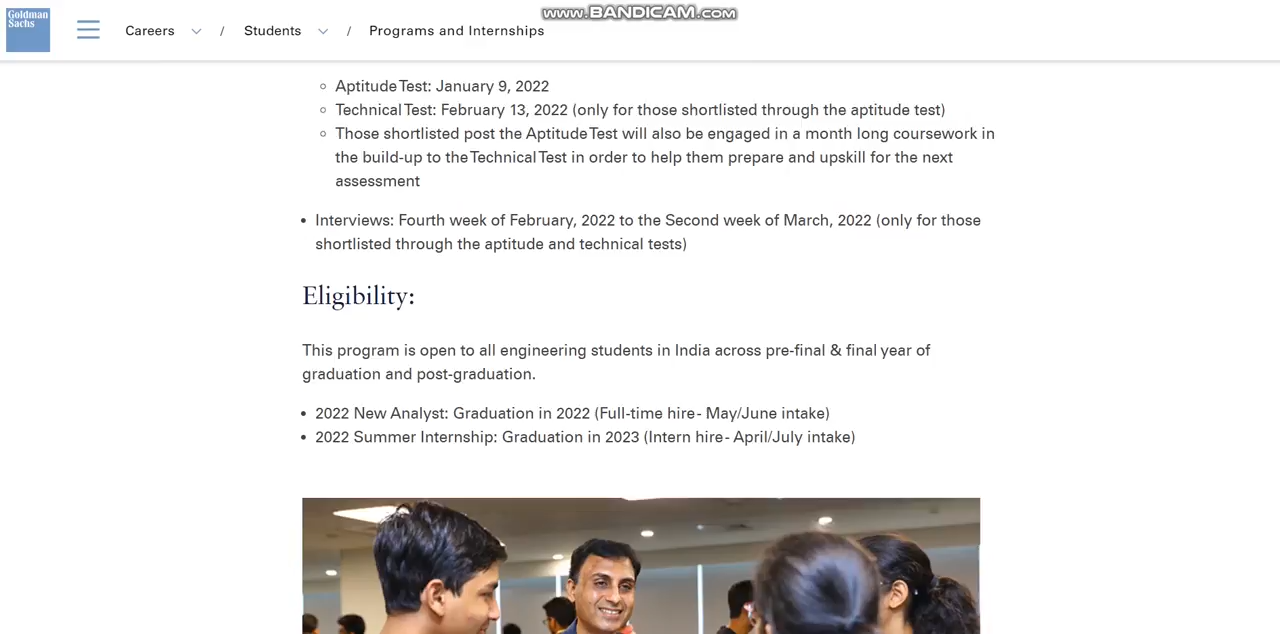 www.BANDICAM.com
Goldman
Sachs
Careers / Students / Programs and Internships
Aptitude Test: January 9, 2022
Technical Test: February 13, 2022 (only for those shortlisted through the aptitude test)
Those shortlisted post the Aptitude Test will also be engaged in a month long coursework in
the build-up to the Technical Test in order to help them prepare and upskill for the next
assessment
Interviews: Fourth week of February, 2022 to the Second week of March, 2022 (only for those
shortlisted through the aptitude and technical tests)
Eligibility:
This program is open to all engineering students in India across pre-final & final year of
graduation and post-graduation.
2022 New Analyst: Graduation in 2022 (Full-time hire - May/June intake)
2022 Summer Internship: Graduation in 2023 (Intern hire - April/July intake)